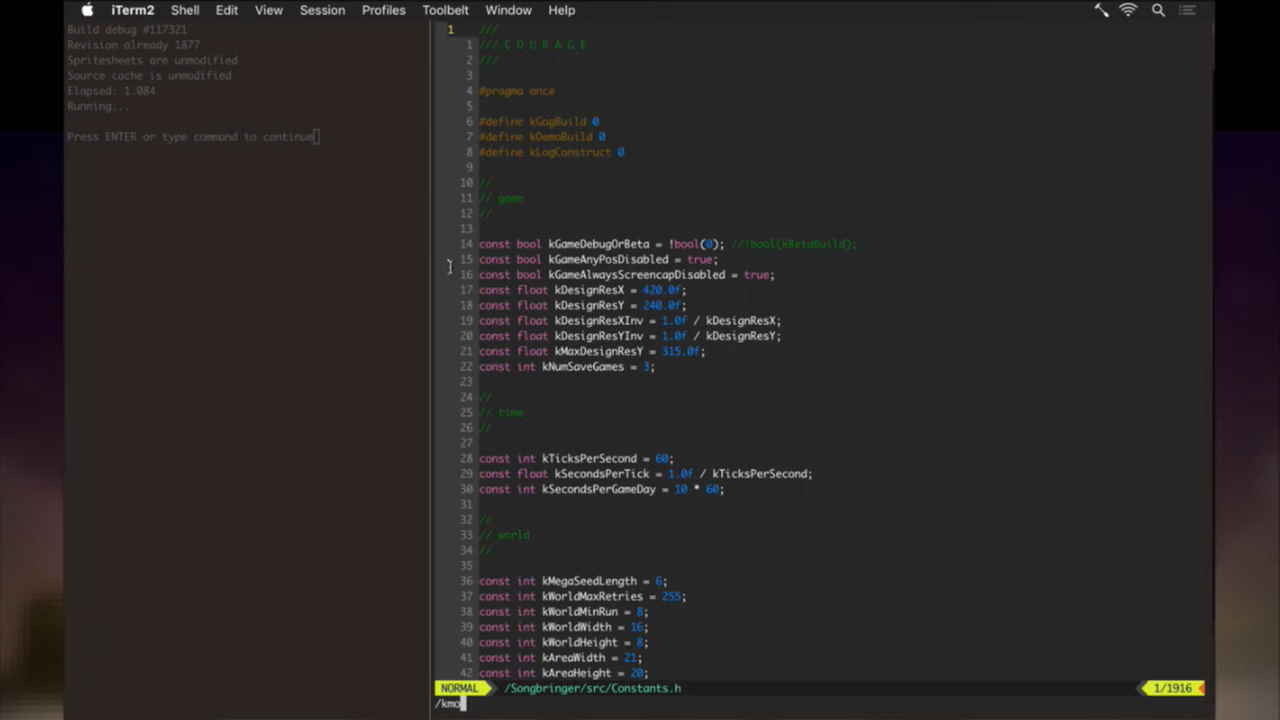 iTerm2 Shell Edit View Session Profiles Toolbelt Window Help
Build debug #117321
Revision already 1877
Spritesheets are unmodified
Source cache is unmodified
Elapsed: 1.084
Running...
Press ENTER or type command to continue
1 ///
1 /// C O U R A G E
2 ///
3
4 #pragma once
5
6 #define kGogBuild 0
7 #define kDemoBuild 0
8 #define kLogConstruct 0
9
10 //
11 // game
12 //
13
14 const bool kGameDebugOrBeta = !bool(0); //!bool(kBetaBuild);
15 const bool kGameAnyPosDisabled = true;
16 const bool kGameAlwaysScreencapDisabled = true;
17 const float kDesignResX = 420.0f;
18 const float kDesignResY = 240.0f;
19 const float kDesignResXInv = 1.0f / kDesignResX;
20 const float kDesignResYInv = 1.0f / kDesignResY;
21 const float kMaxDesignResY = 315.0f;
22 const int kNumSaveGames = 3;
23
24 //
25 // time
26 //
27
28 const int kTicksPerSecond = 60;
29 const float kSecondsPerTick = 1.0f / kTicksPerSecond;
30 const int kSecondsPerGameDay = 10 * 60;
31
32 //
33 // world
34 //
35
36 const int kMegaSeedLength = 6;
37 const int kWorldMaxRetries = 255;
38 const int kWorldMinRun = 8;
39 const int kWorldWidth = 16;
40 const int kWorldHeight = 8;
41 const int kAreaWidth = 21;
42 const int kAreaHeight = 20;
NORMAL /Songbringer/src/Constants.h 1/1916
/kmo